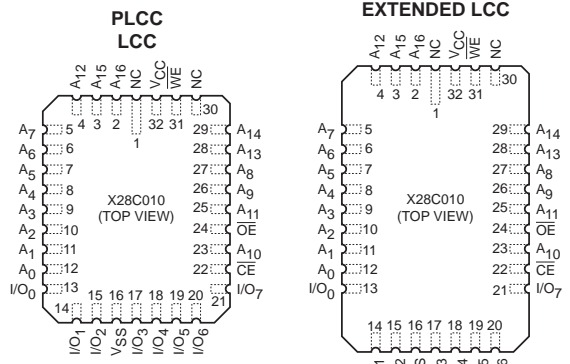 PLCC
LCC
A12 A15 A16 NC VCC WE NC
4 3 2 32 31 30
1
A7 5 29 A14
A6 6 28 A13
A5 7 27 A8
A4 8 26 A9
A3 9 25 A11
A2 10 24 OE
A1 11 23 A10
A0 12 22 CE
I/O0 13 21 I/O7
X28C010
(TOP VIEW)
14 15 16 17 18 19 20
I/O1 I/O2 VSS I/O3 I/O4 I/O5 I/O6
EXTENDED LCC
A12 A15 A16 NC VCC WE NC
4 3 2 32 31 30
1
A7 5 29 A14
A6 6 28 A13
A5 7 27 A8
A4 8 26 A9
A3 9 25 A11
A2 10 24 OE
A1 11 23 A10
A0 12 22 CE
I/O0 13 21 I/O7
X28C010
(TOP VIEW)
14 15 16 17 18 19 20